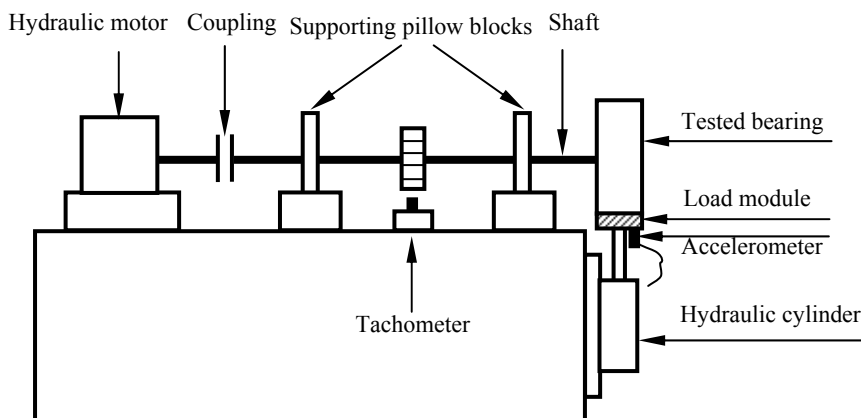 Hydraulic motor
Coupling
Supporting pillow blocks
Shaft
Tested bearing
Load module
Accelerometer
Hydraulic cylinder
Tachometer